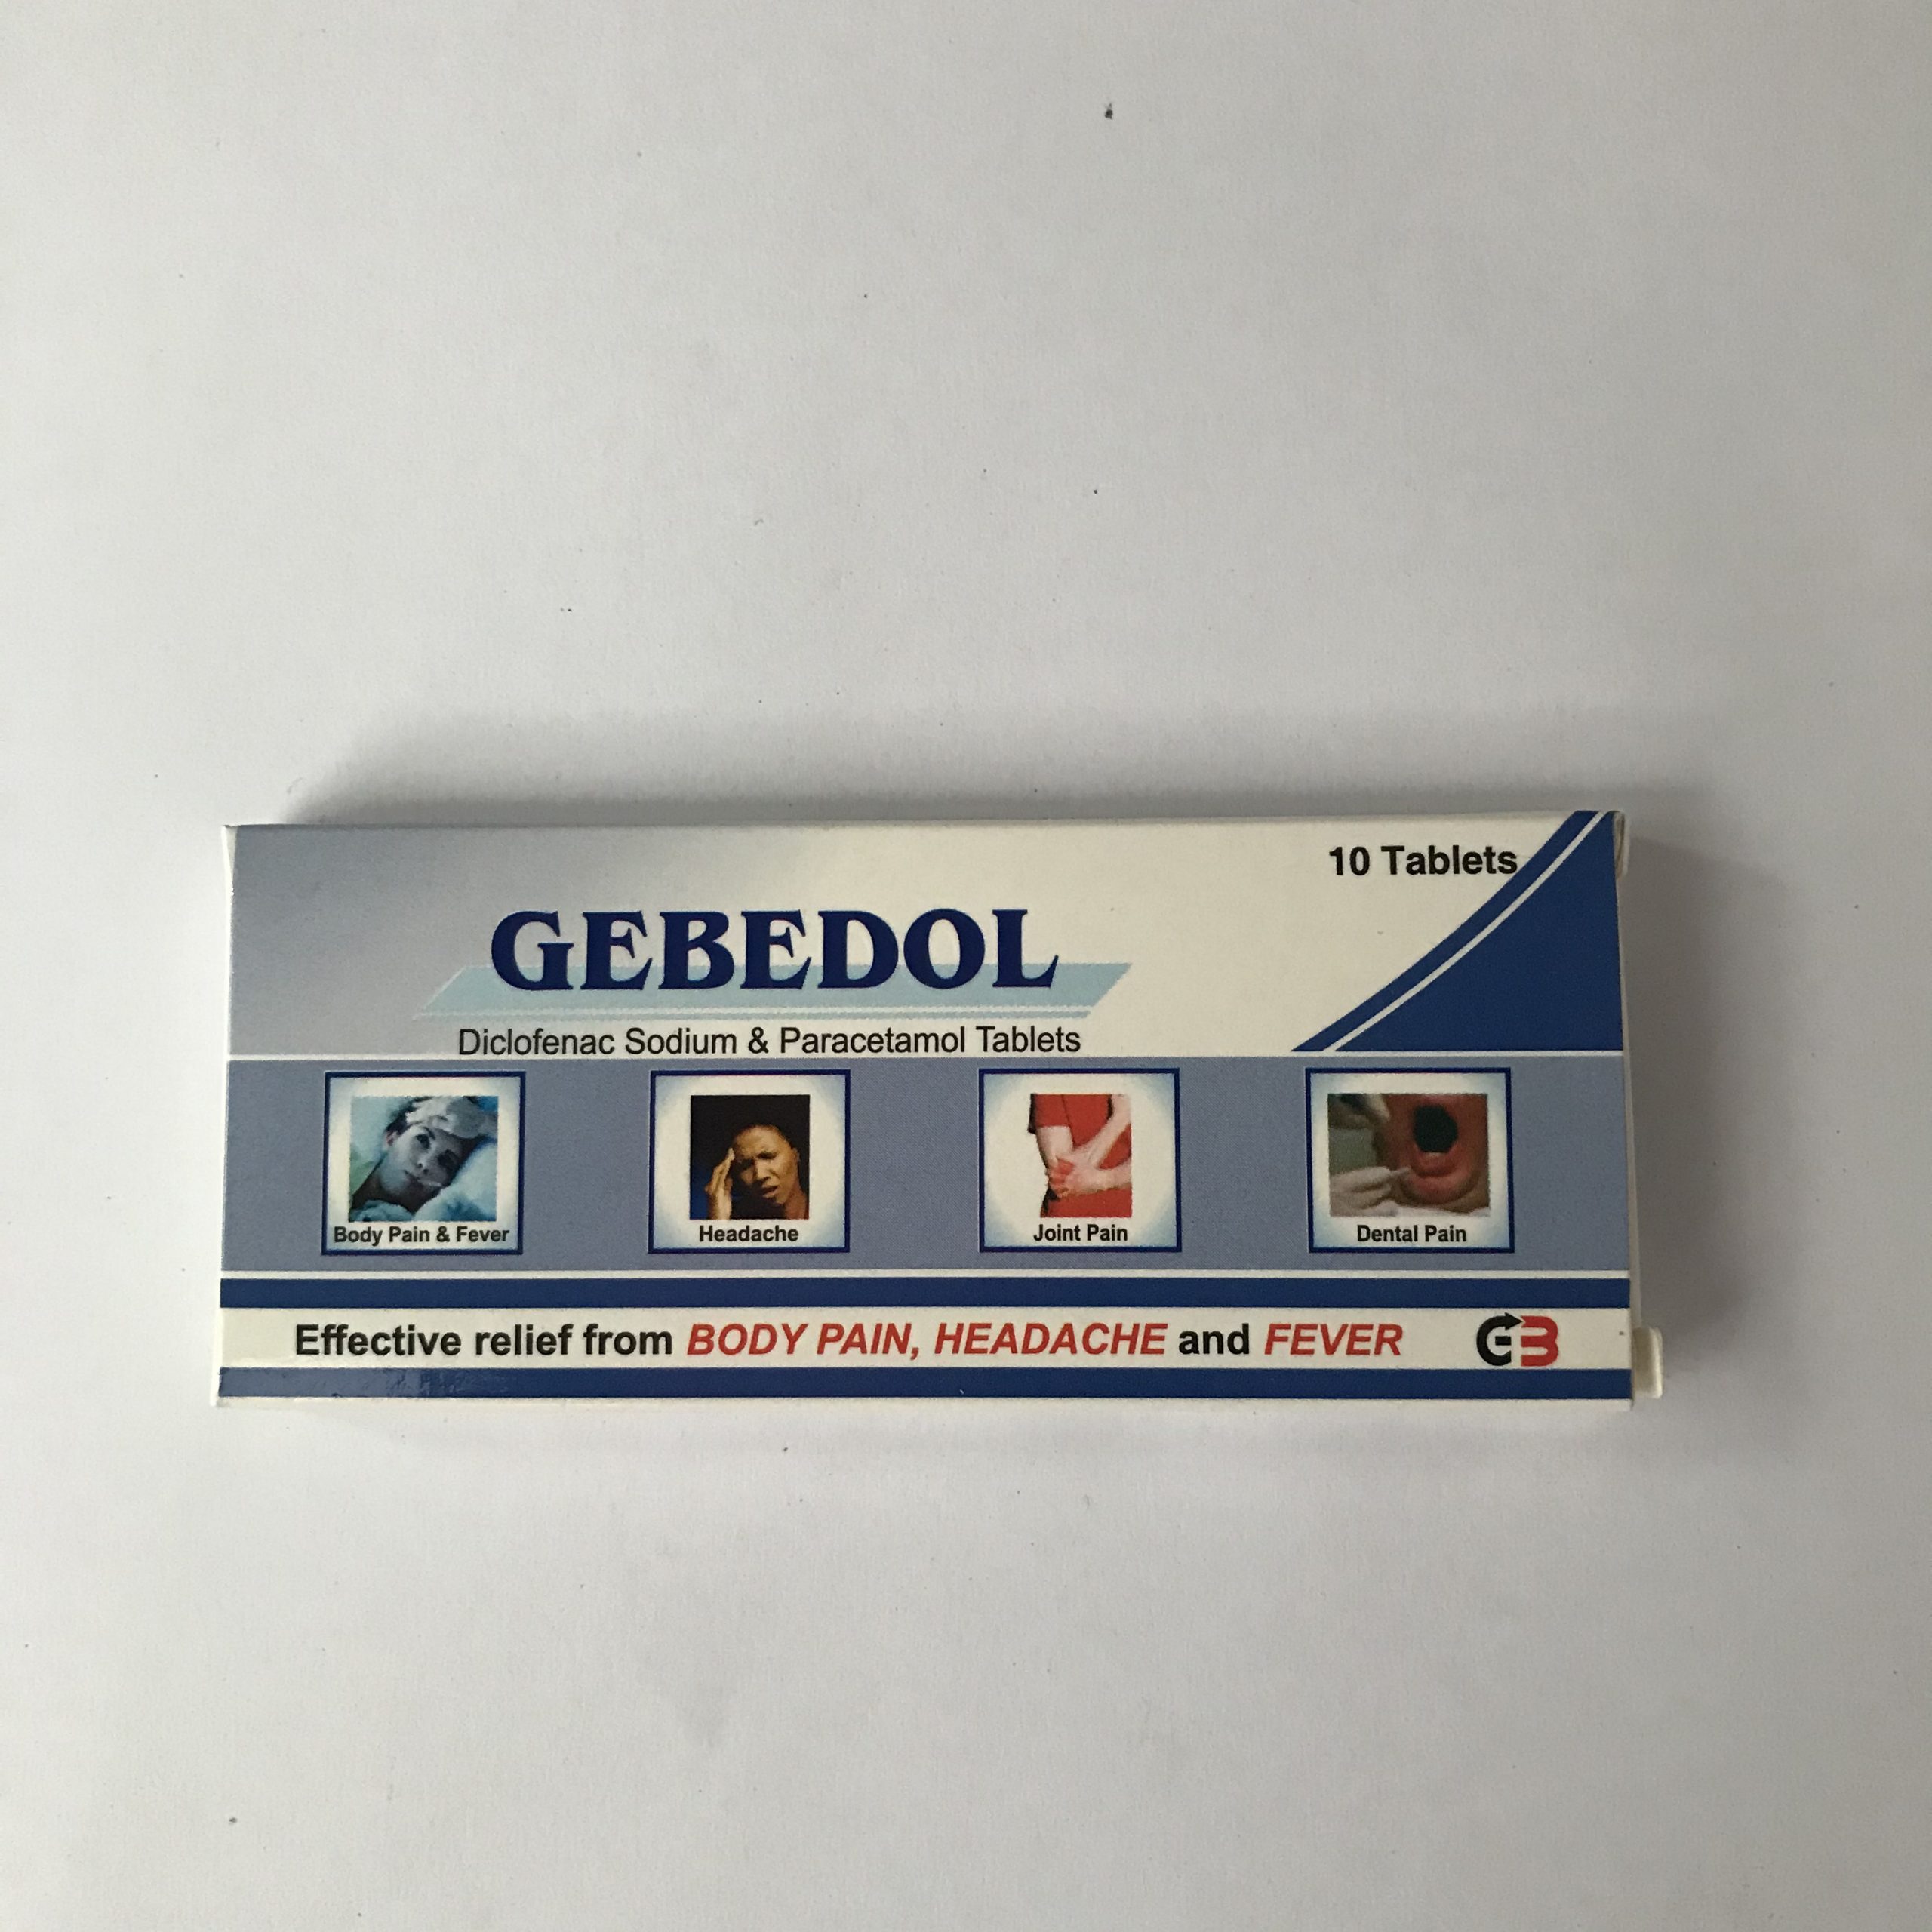 10 Tablets
GEBEDOL
Diclofenac Sodium & Paracetamol Tablets
Body Pain & Fever
Headache
Joint Pain
Dental Pain
Effective relief from BODY PAIN, HEADACHE and FEVER
GB